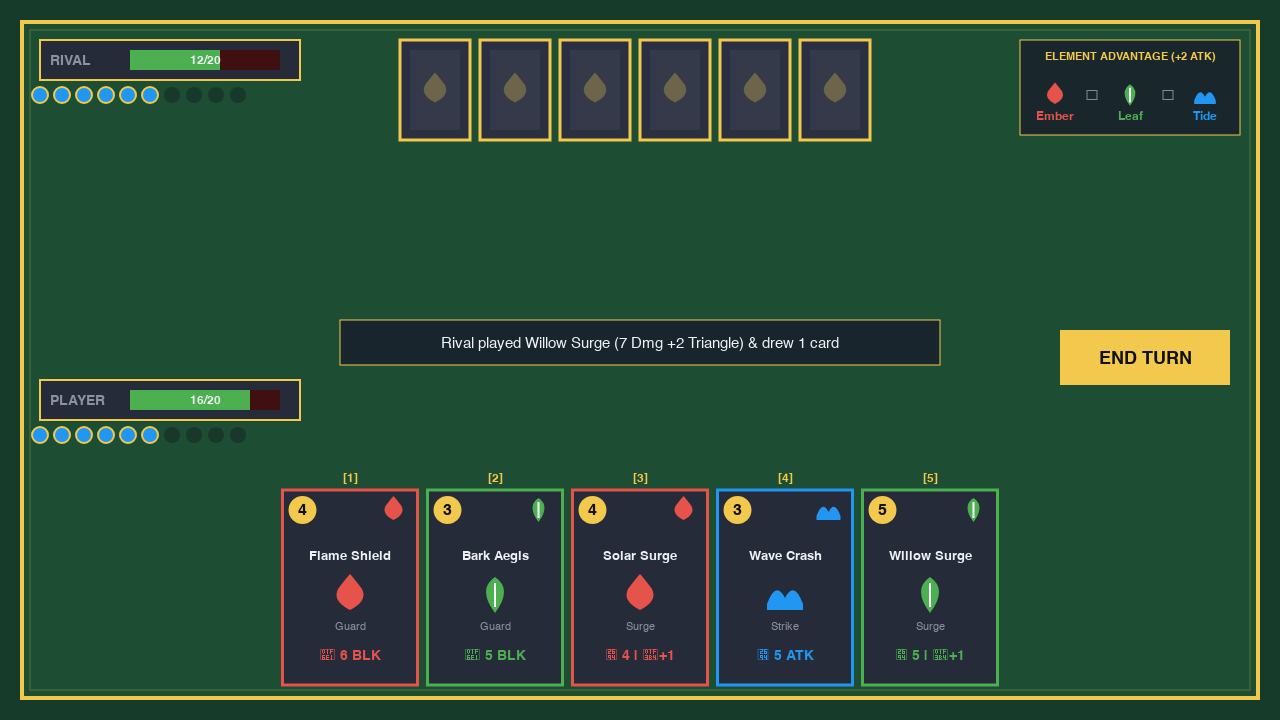 RIVAL
12/20
ELEMENT ADVANTAGE (+2 ATK)
Ember □ Leaf □ Tide
Rival played Willow Surge (7 Dmg +2 Triangle) & drew 1 card
END TURN
PLAYER
16/20
[1] [2] [3] [4] [5]
4 3 4 3 5
Flame Shield Bark Aegis Solar Surge Wave Crash Willow Surge
Guard Guard Surge Strike Surge
6 BLK 5 BLK 4 | +1 5 ATK 5 | +1